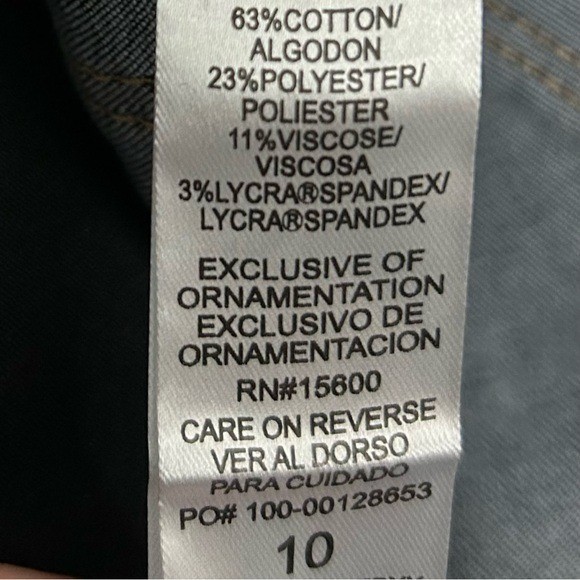 63%COTTON/
ALGODON
23%POLYESTER/
POLIESTER
11%VISCOSE/
VISCOSA
3%LYCRA®SPANDEX/
LYCRA®SPANDEX
EXCLUSIVE OF
ORNAMENTATION
EXCLUSIVO DE
ORNAMENTACION
RN#15600
CARE ON REVERSE
VER AL DORSO
PARA CUIDADO
PO# 100-00128653
10